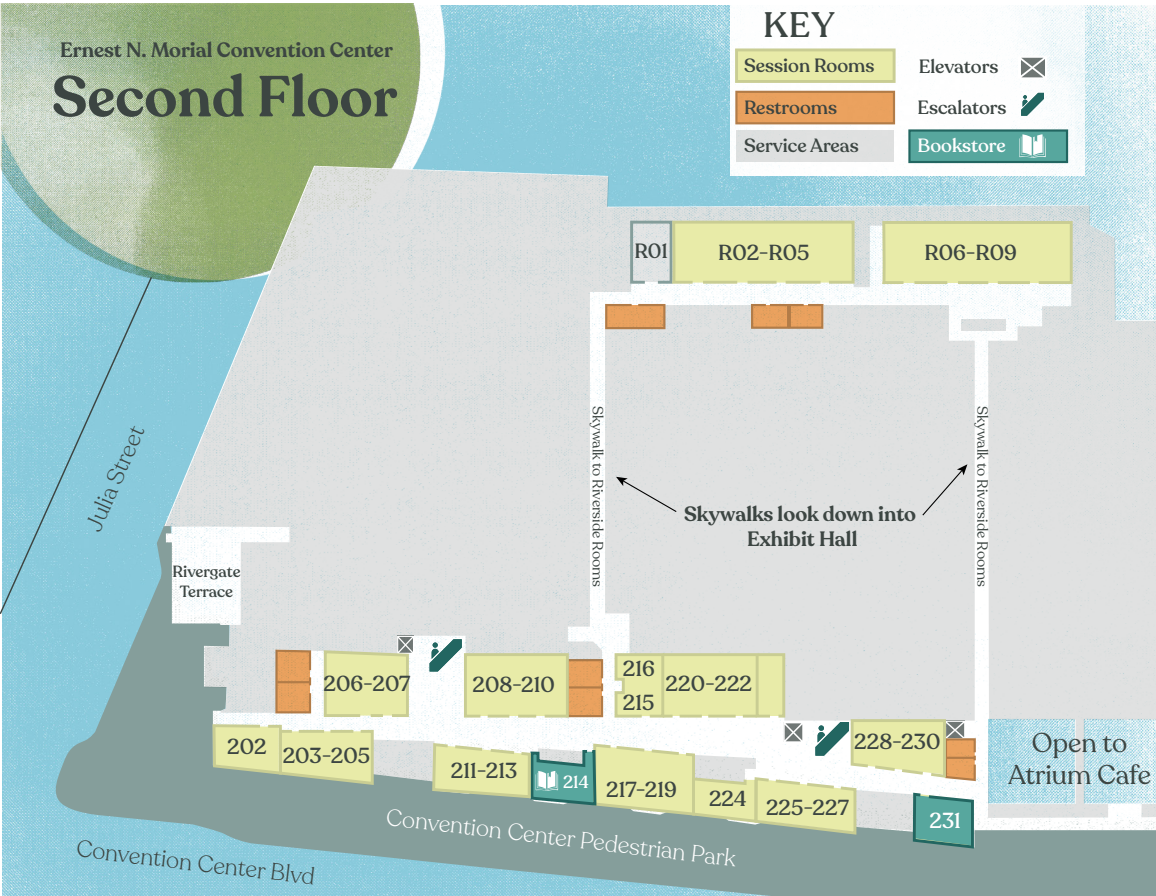 Ernest N. Morial Convention Center
Second Floor
KEY
Session Rooms
Elevators
Restrooms
Escalators
Service Areas
Bookstore
R01
R02-R05
R06-R09
Julia Street
Skywalk to Riverside Rooms
Skywalk to Riverside Rooms
Skywalks look down into
Exhibit Hall
Rivergate
Terrace
206-207
208-210
216
215
220-222
202
203-205
211-213
214
217-219
224
225-227
228-230
231
Open to
Atrium Cafe
Convention Center Pedestrian Park
Convention Center Blvd